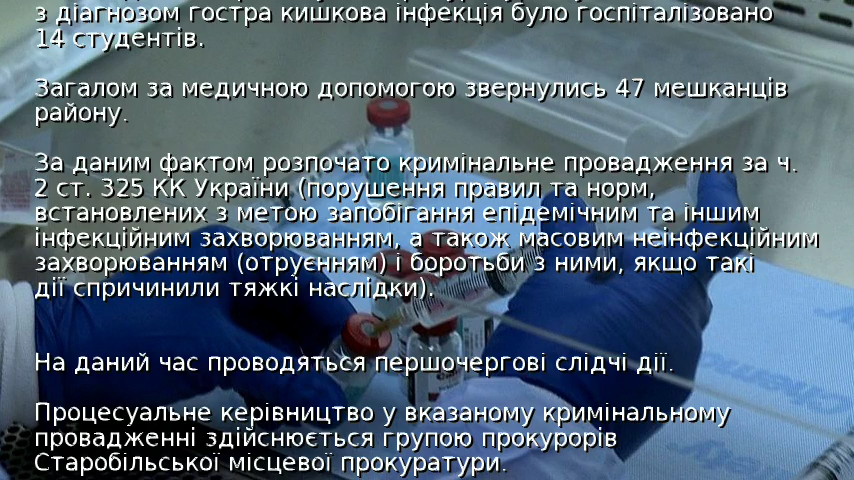 з діагнозом гостра кишкова інфекція було госпіталізовано
14 студентів.
Загалом за медичною допомогою звернулись 47 мешканців
району.
За даним фактом розпочато кримінальне провадження за ч.
2 ст. 325 КК України (порушення правил та норм,
встановлених з метою запобігання епідемічним та іншим
інфекційним захворюванням, а також масовим неінфекційним
захворюванням (отруєнням) і боротьби з ними, якщо такі
дії спричинили тяжкі наслідки).
На даний час проводяться першочергові слідчі дії.
Процесуальне керівництво у вказаному кримінальному
провадженні здійснюється групою прокурорів
Старобільської місцевої прокуратури.